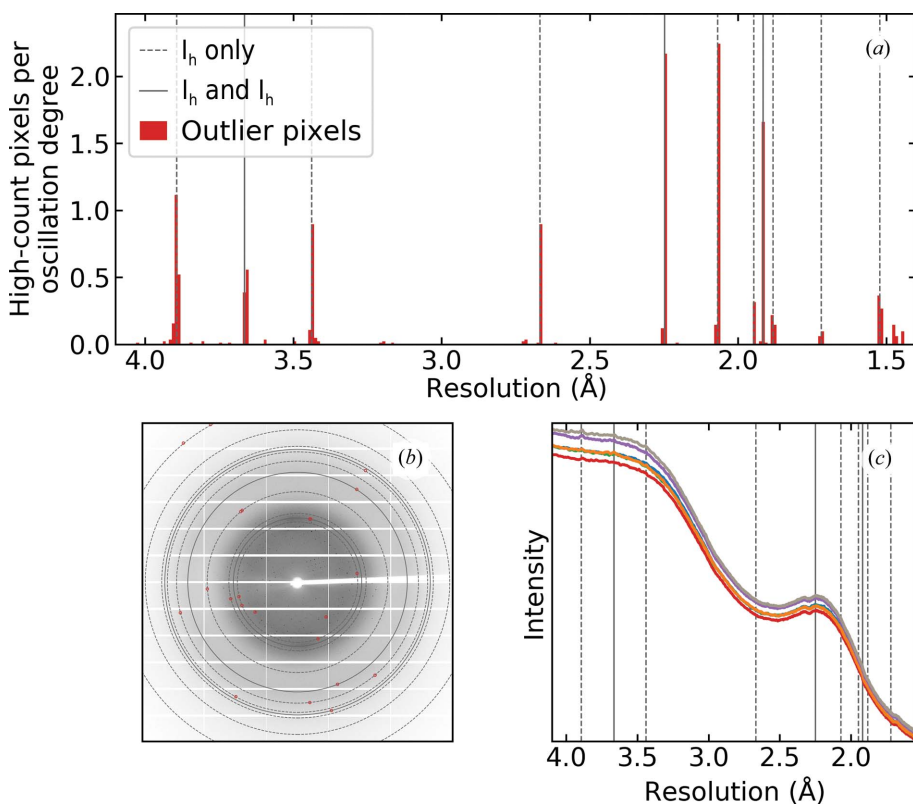 (a)
I_h only
I_h and I_h
Outlier pixels
High-count pixels per
oscillation degree
2.0
1.5
1.0
0.5
0.0
4.0 3.5 3.0 2.5 2.0 1.5
Resolution (Å)
(b)
(c)
Intensity
4.0 3.5 3.0 2.5 2.0
Resolution (Å)